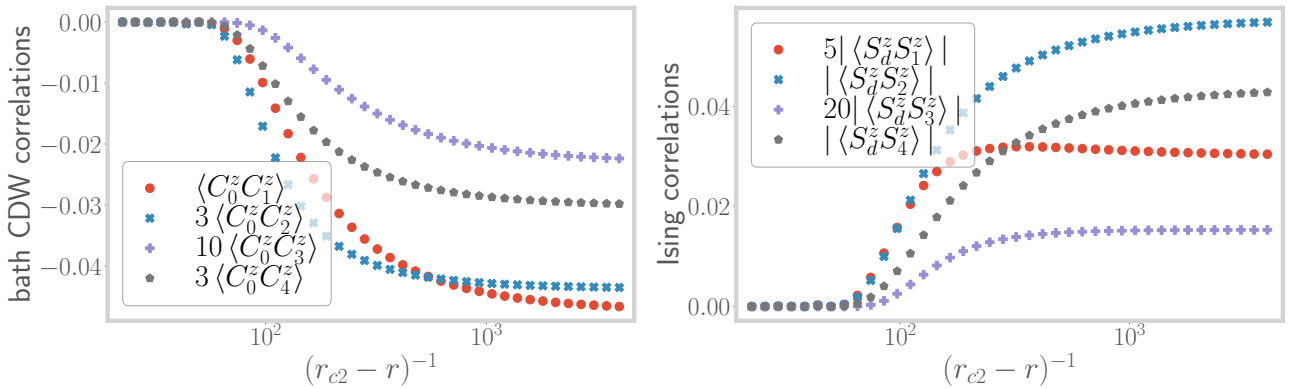 bath CDW correlations
0.00
−0.01
−0.02
−0.03
−0.04
⟨C_0^z C_1^z⟩
3 ⟨C_0^z C_2^z⟩
10 ⟨C_0^z C_3^z⟩
3 ⟨C_0^z C_4^z⟩
10^2
10^3
(r_{c2} − r)^{−1}
Ising correlations
0.04
0.02
0.00
5| ⟨S_d^z S_1^z⟩ |
| ⟨S_d^z S_2^z⟩ |
20| ⟨S_d^z S_3^z⟩ |
| ⟨S_d^z S_4^z⟩ |
10^2
10^3
(r_{c2} − r)^{−1}